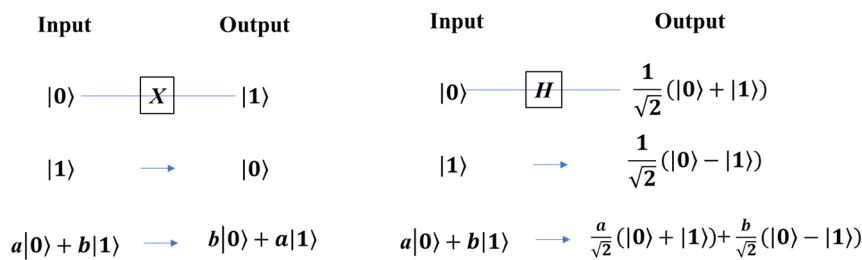 Input Output Input Output
|0⟩ X |1⟩ |0⟩ H 1/√2 (|0⟩ + |1⟩)
|1⟩ → |0⟩ |1⟩ → 1/√2 (|0⟩ − |1⟩)
a|0⟩ + b|1⟩ → b|0⟩ + a|1⟩ a|0⟩ + b|1⟩ → a/√2 (|0⟩ + |1⟩)+ b/√2 (|0⟩ − |1⟩)